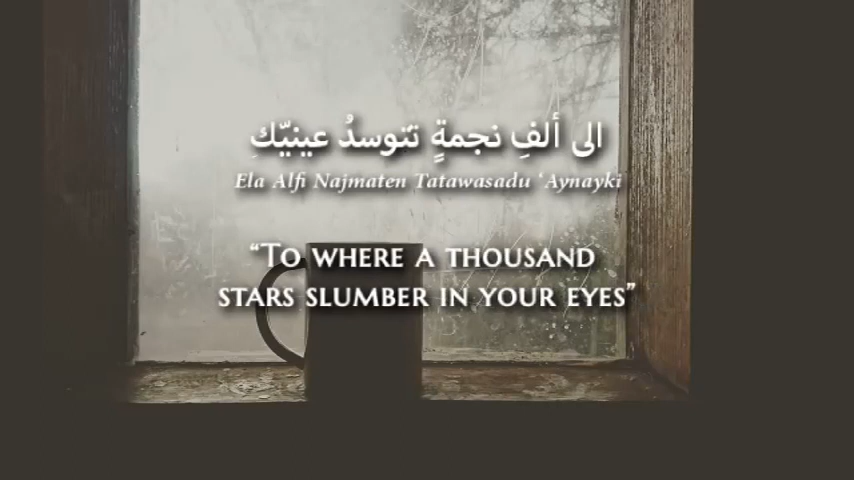 الى ألفِ نجمةٍ تتوسدُ عينيّكِ
Ela Alfi Najmaten Tatawasadu ‘Aynayki
“To where a thousand
stars slumber in your eyes”